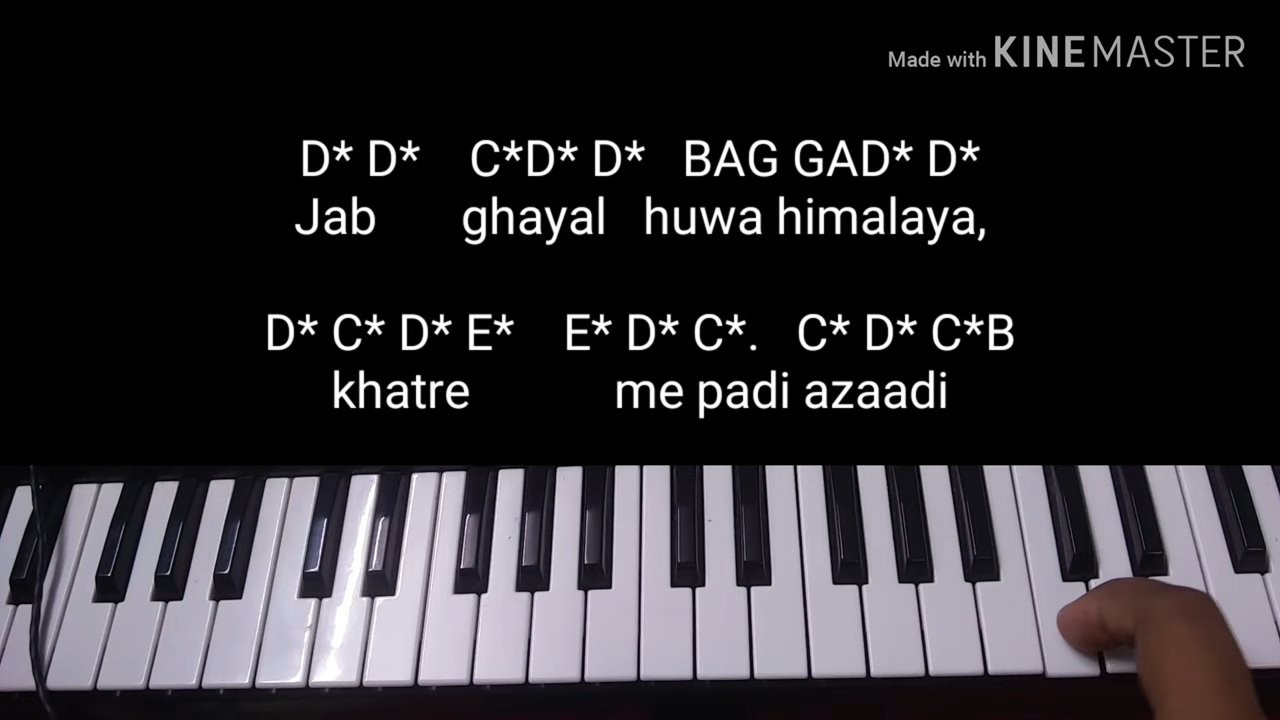 Made with KINEMASTER
D* D* C*D* D* BAG GAD* D*
Jab ghayal huwa himalaya,
D* C* D* E* E* D* C*. C* D* C*B
khatre me padi azaadi